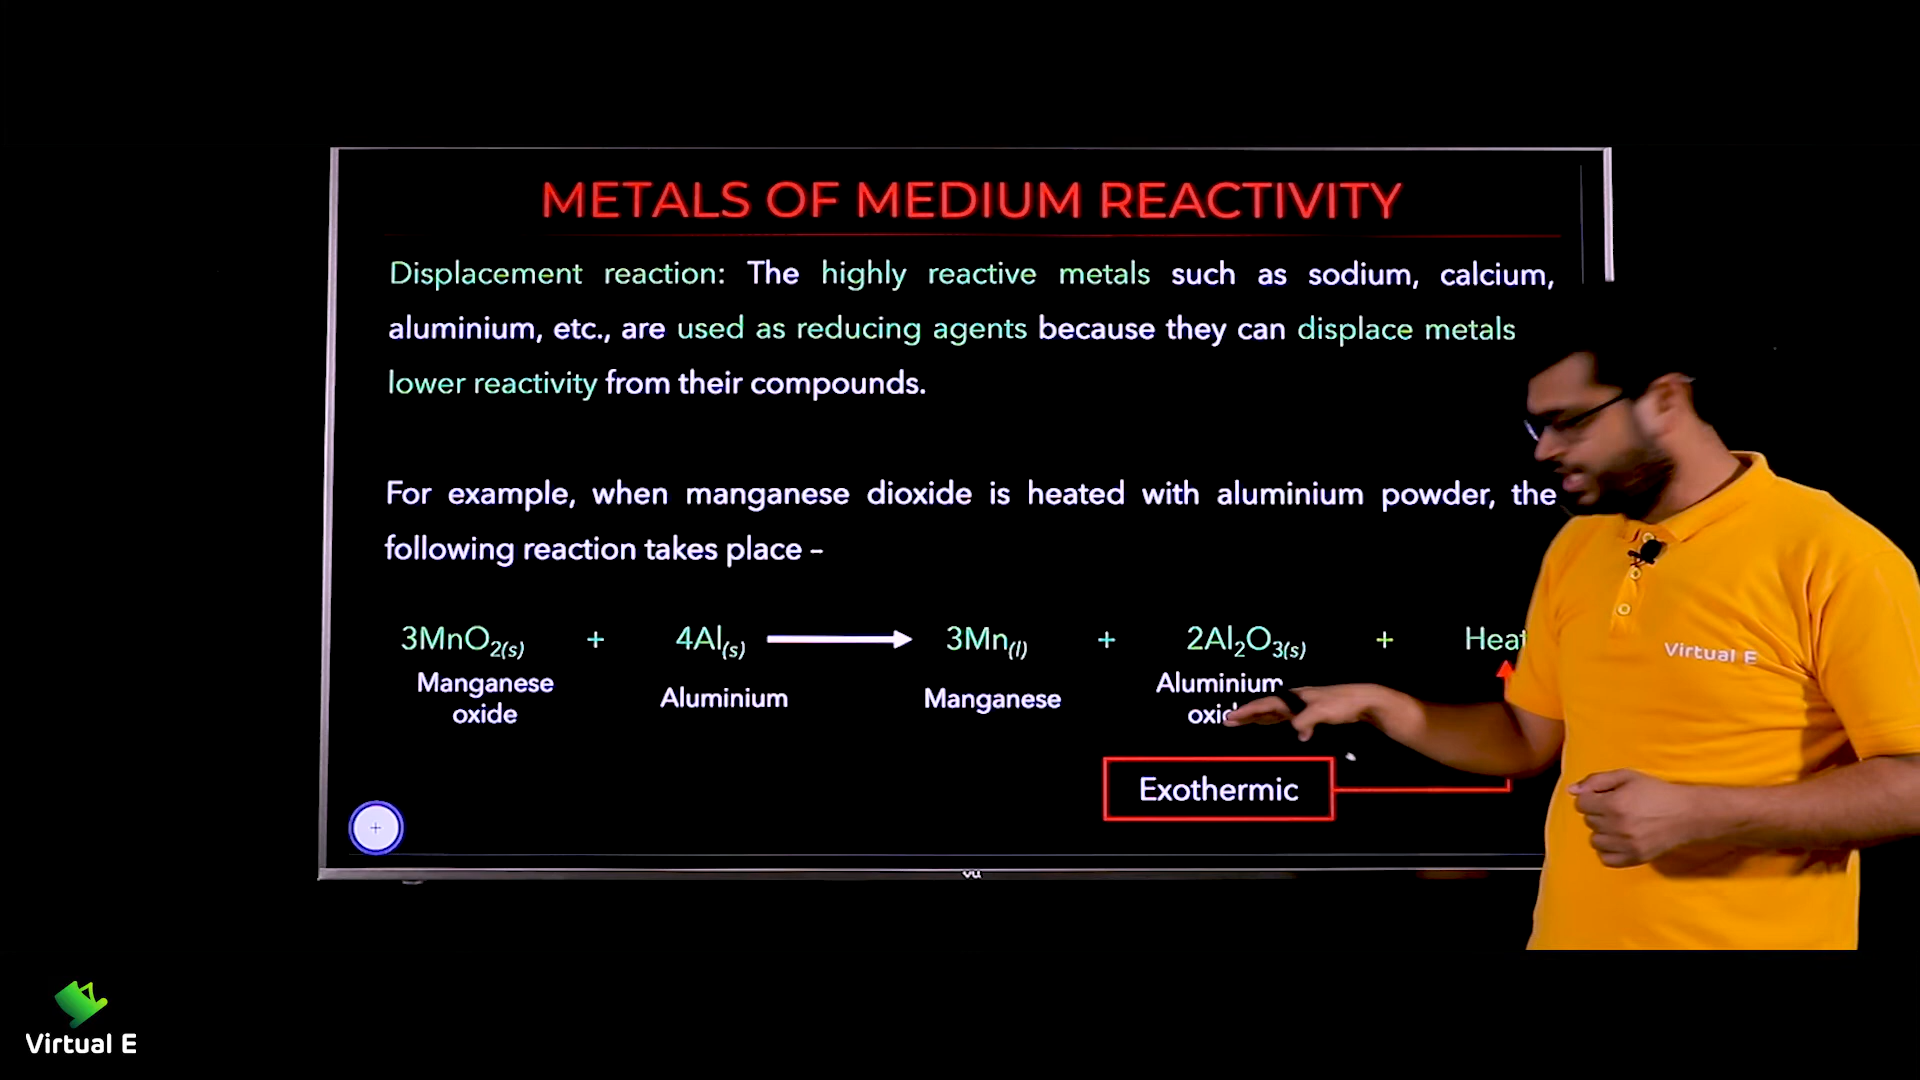 METALS OF MEDIUM REACTIVITY
Displacement reaction: The highly reactive metals such as sodium, calcium,
aluminium, etc., are used as reducing agents because they can displace metals
lower reactivity from their compounds.
For example, when manganese dioxide is heated with aluminium powder, the
following reaction takes place –
3MnO2(s) + 4Al(s) 3Mn(l) + 2Al2O3(s) + Heat
Manganese oxide Aluminium Manganese Aluminium
Exothermic
Virtual E
vu
Virtual E